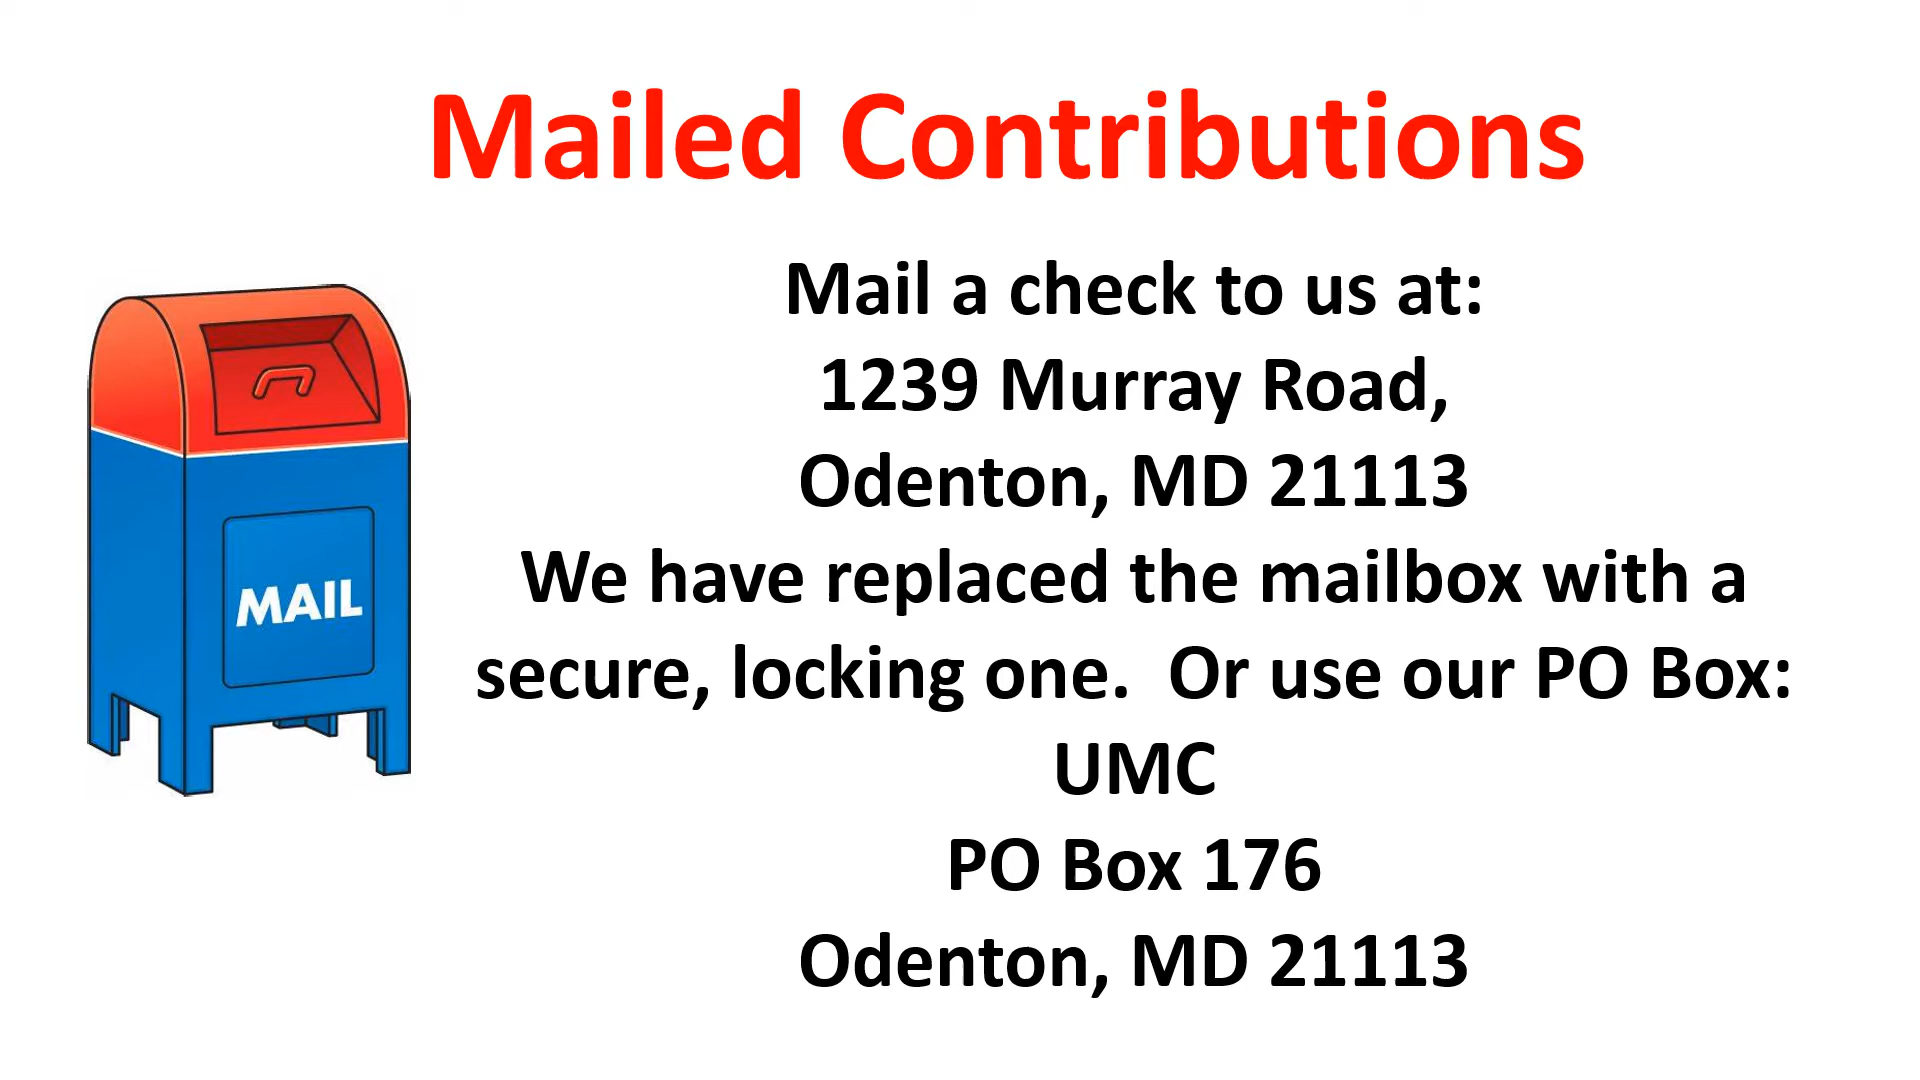 Mailed Contributions
Mail a check to us at:
1239 Murray Road,
Odenton, MD 21113
We have replaced the mailbox with a
secure, locking one.  Or use our PO Box:
UMC
PO Box 176
Odenton, MD 21113
MAIL